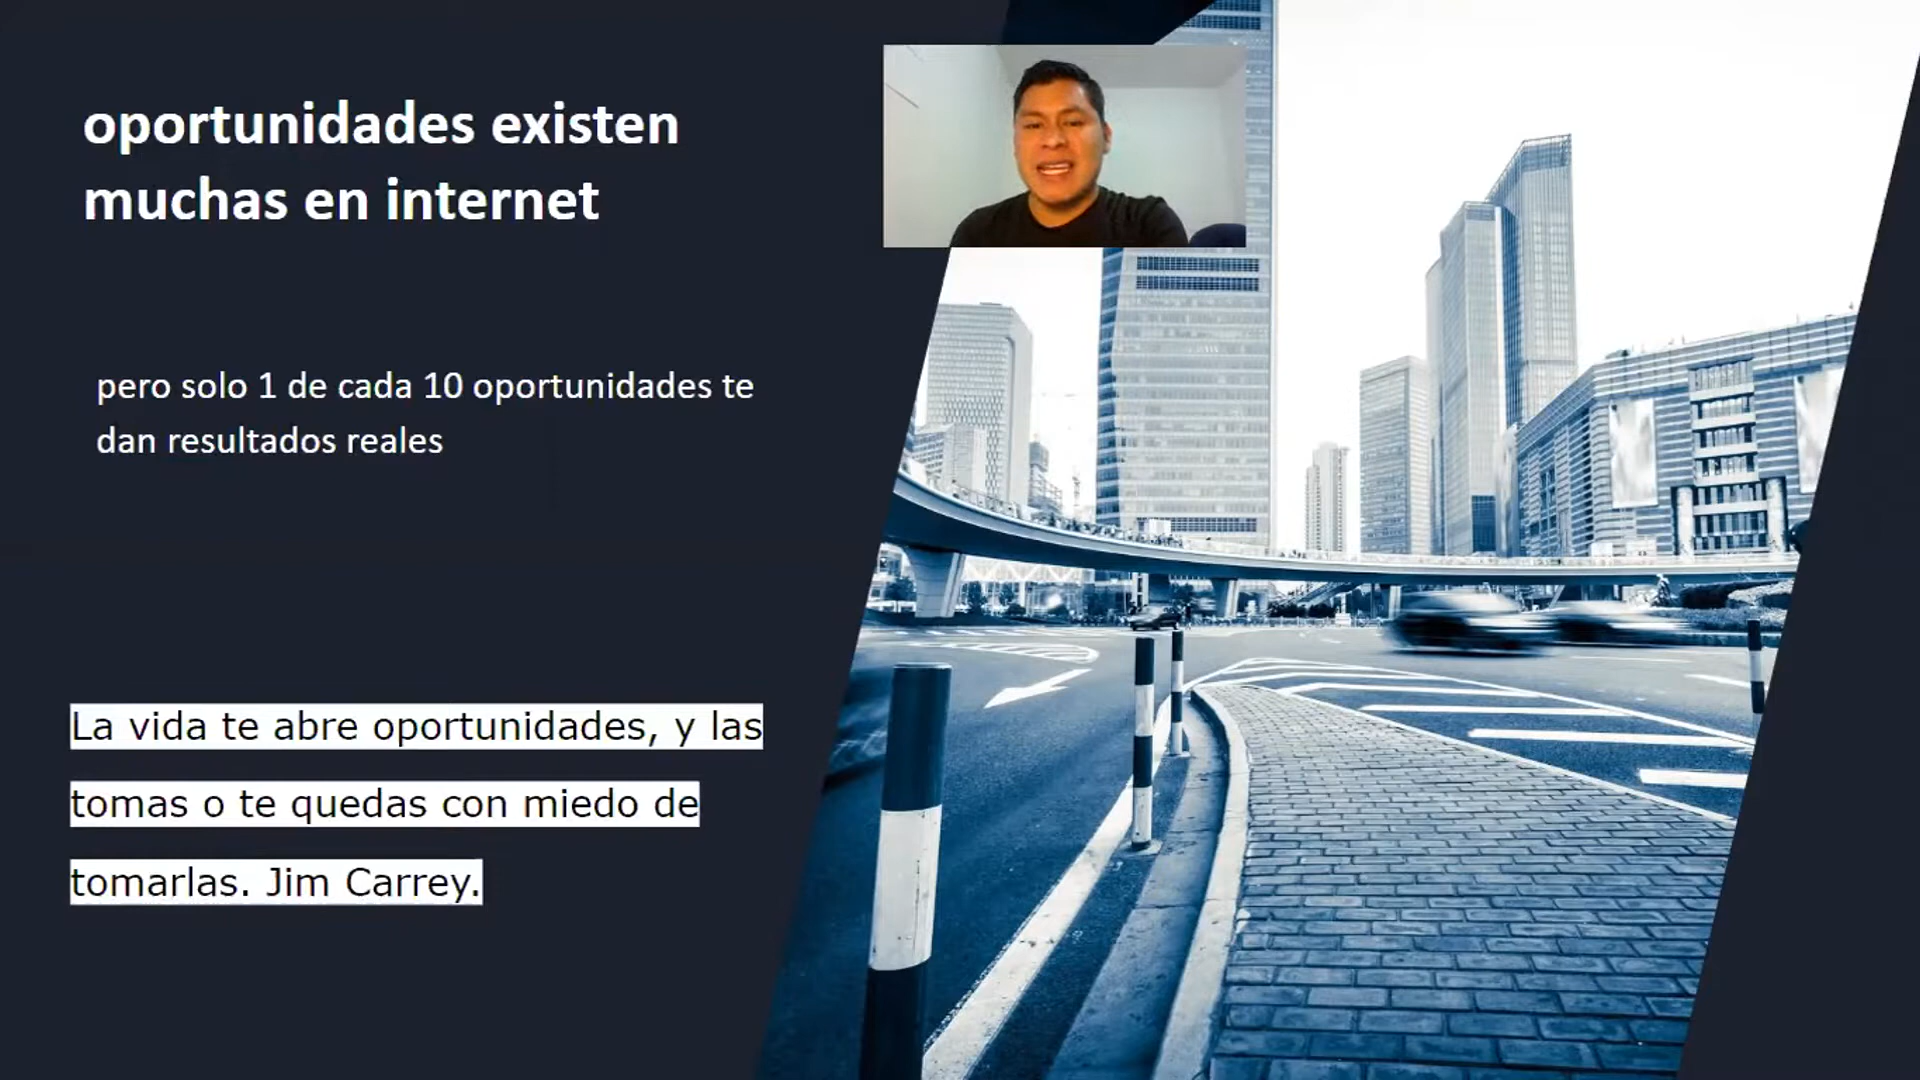 oportunidades existen
muchas en internet
pero solo 1 de cada 10 oportunidades te
dan resultados reales
La vida te abre oportunidades, y las
tomas o te quedas con miedo de
tomarlas. Jim Carrey.